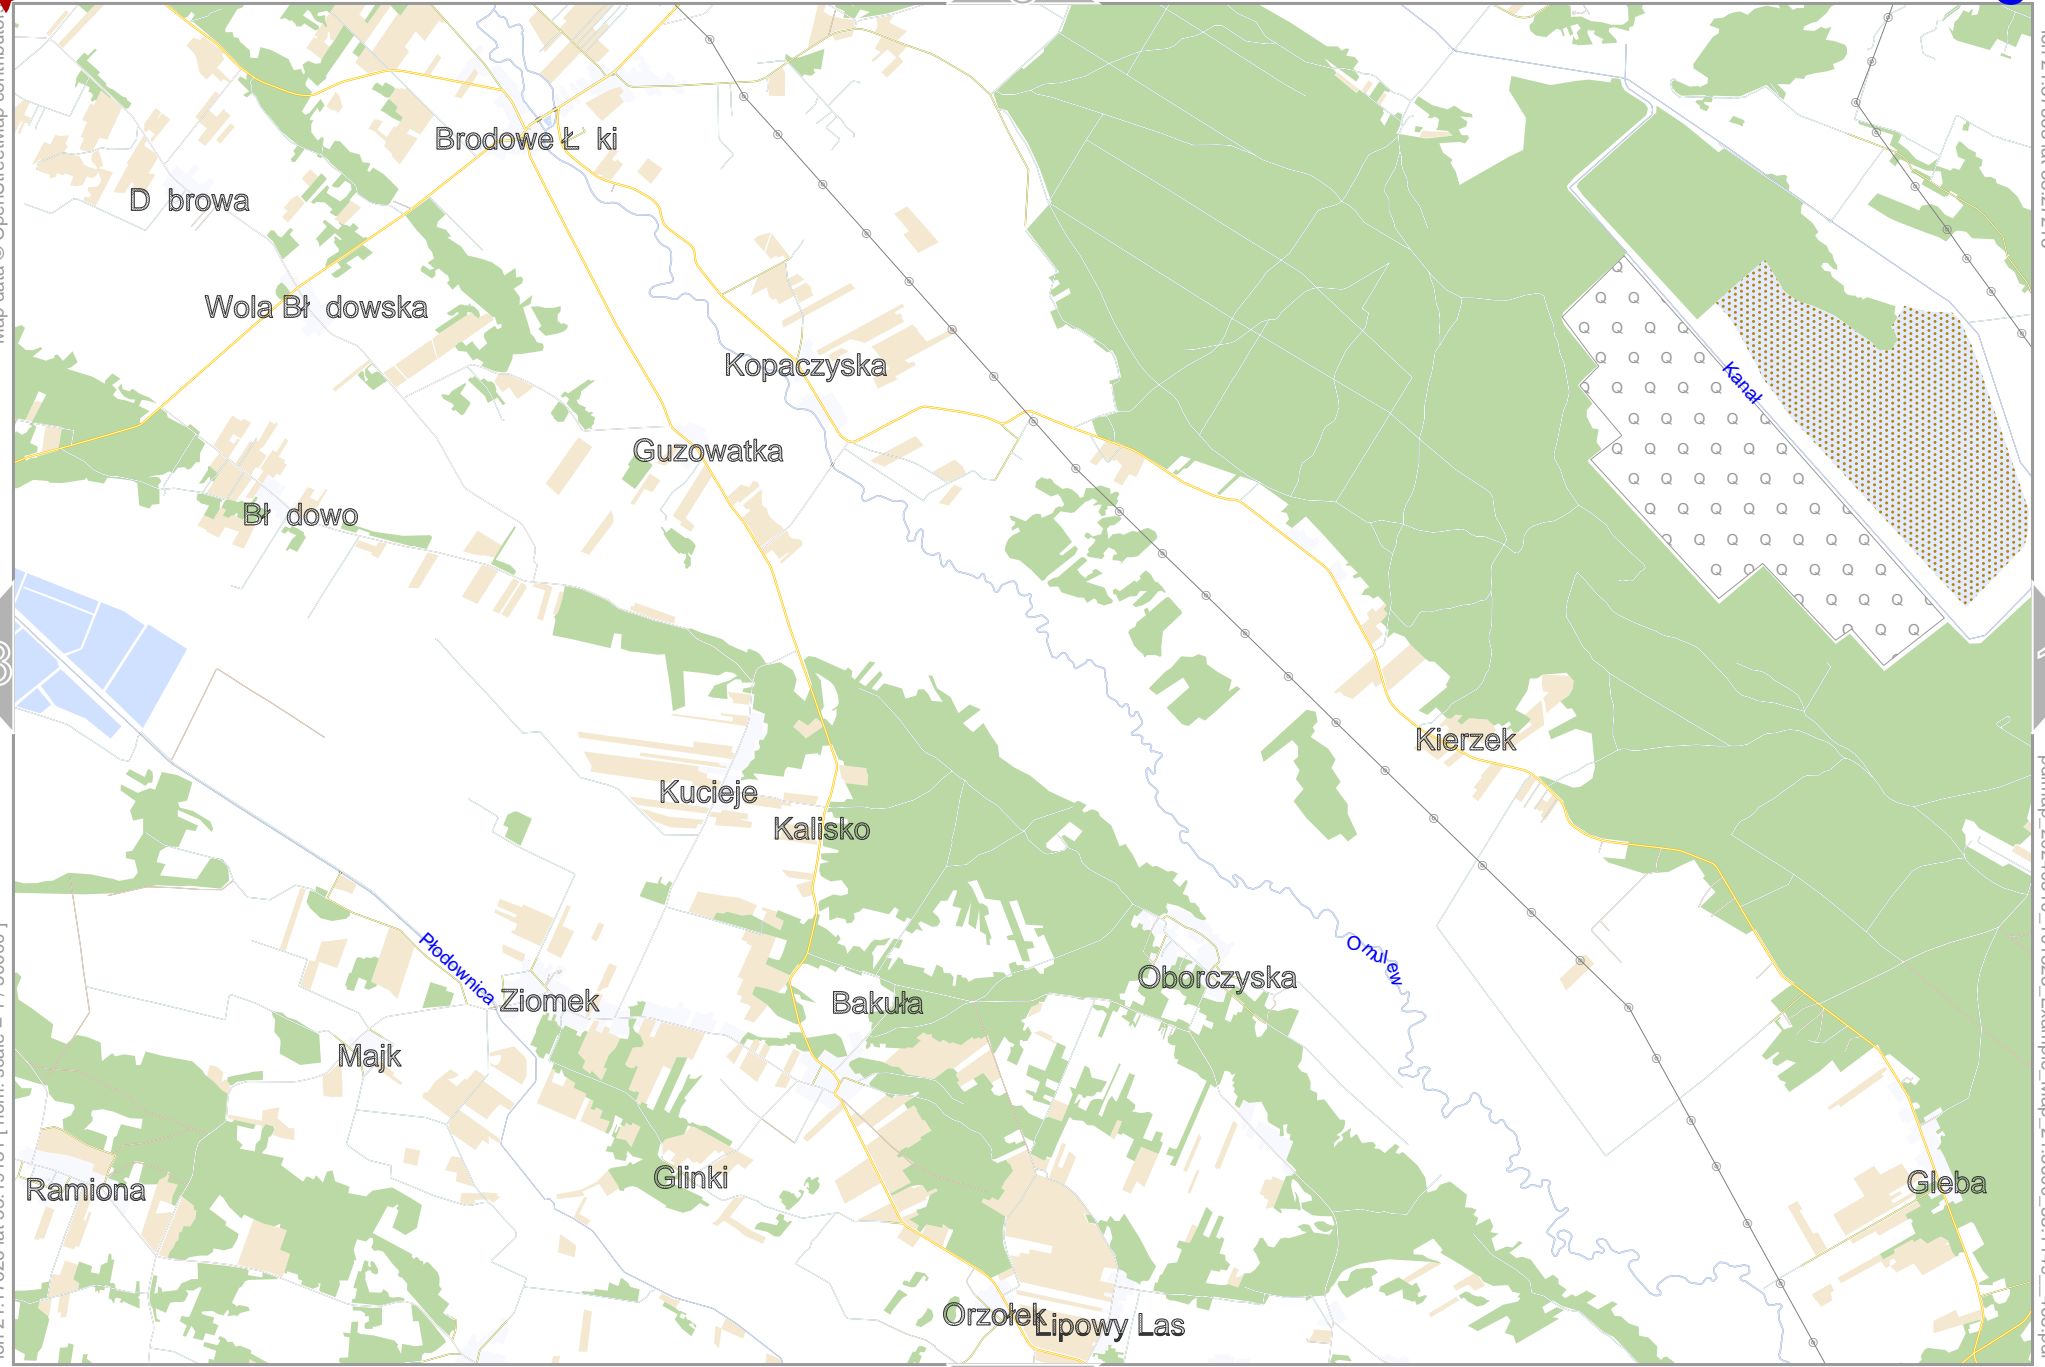 Brodowe Ł ki
D browa
Wola Bł dowska
Kopaczyska
Kanał
Guzowatka
Bł dowo
Kierzek
Kucieje
Kalisko
Płodownica
Omulew
Oborczyska
Ziomek
Bakuła
Majk
Glinki
Gleba
Ramiona
Orzołek
Lipowy Las